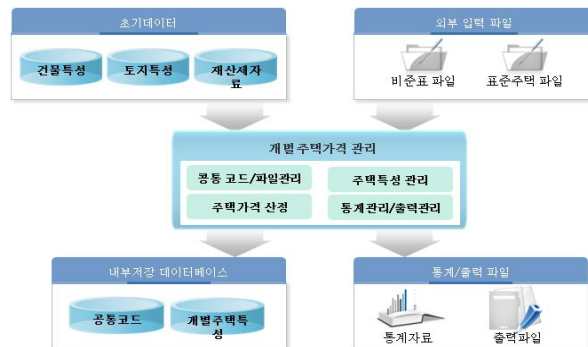 초기데이터
외부 입력 파일
건물특성
토지특성
재산세자
료
비준표 파일
표준주택 파일
개별주택가격 관리
공통 코드/파일관리
주택특성 관리
주택가격 산정
통계관리/출력관리
내부저장 데이터베이스
통계/출력 파일
공통코드
개별주택특
성
통계자료
출력파일